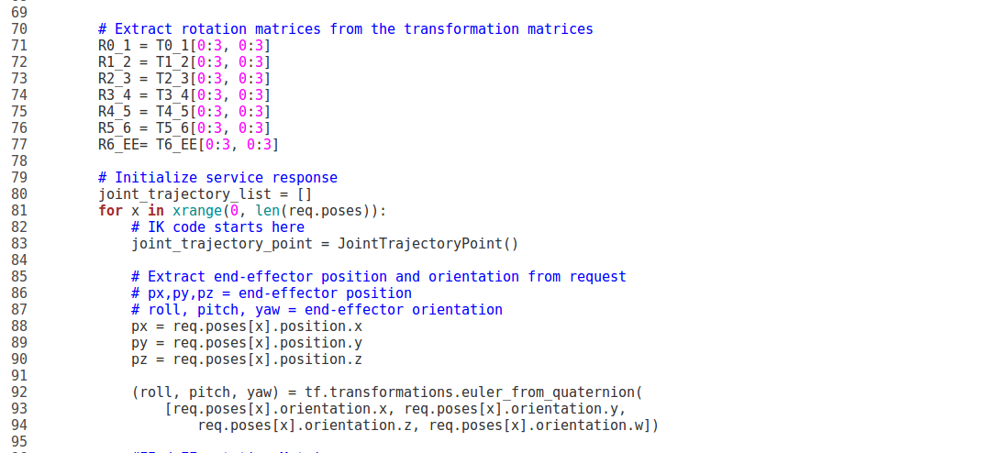 69
70 # Extract rotation matrices from the transformation matrices
71 R0_1 = T0_1[0:3, 0:3]
72 R1_2 = T1_2[0:3, 0:3]
73 R2_3 = T2_3[0:3, 0:3]
74 R3_4 = T3_4[0:3, 0:3]
75 R4_5 = T4_5[0:3, 0:3]
76 R5_6 = T5_6[0:3, 0:3]
77 R6_EE= T6_EE[0:3, 0:3]
78
79 # Initialize service response
80 joint_trajectory_list = []
81 for x in xrange(0, len(req.poses)):
82 # IK code starts here
83 joint_trajectory_point = JointTrajectoryPoint()
84
85 # Extract end-effector position and orientation from request
86 # px,py,pz = end-effector position
87 # roll, pitch, yaw = end-effector orientation
88 px = req.poses[x].position.x
89 py = req.poses[x].position.y
90 pz = req.poses[x].position.z
91
92 (roll, pitch, yaw) = tf.transformations.euler_from_quaternion(
93 [req.poses[x].orientation.x, req.poses[x].orientation.y,
94 req.poses[x].orientation.z, req.poses[x].orientation.w])
95